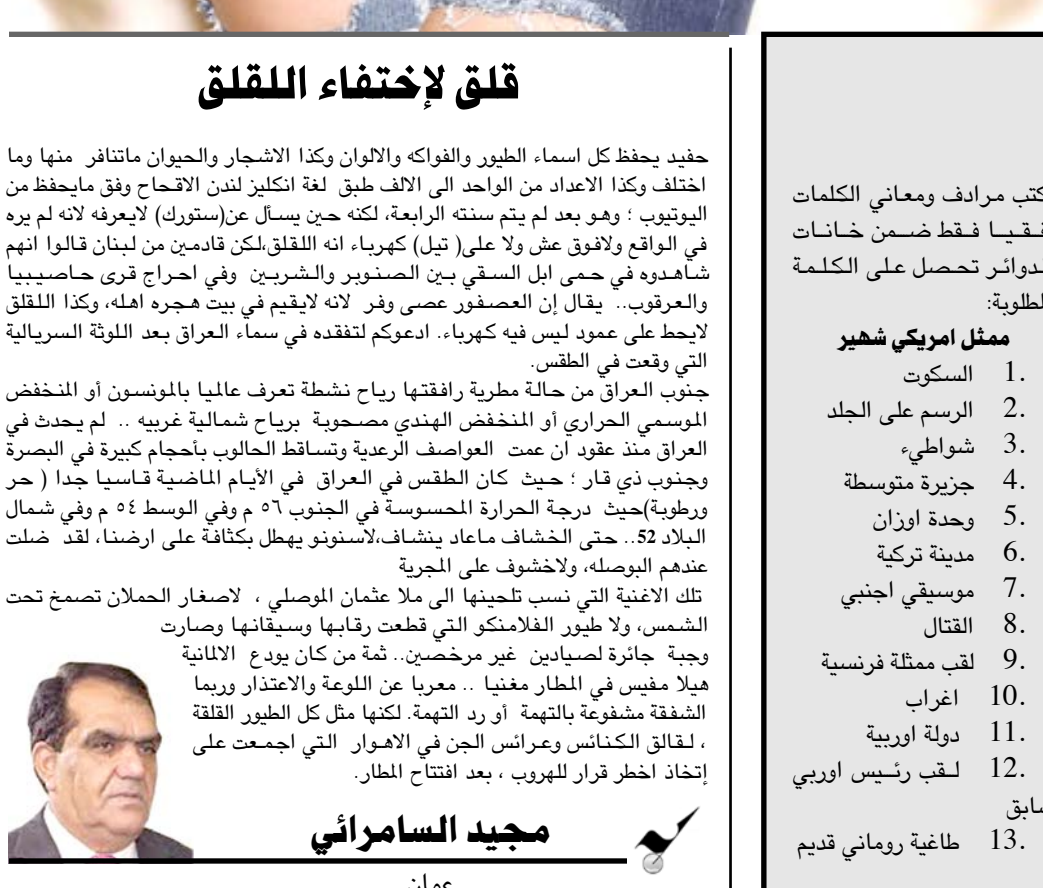 قلق لإختفاء اللقلق
حفيد يحفظ كل اسماء الطيور والفواكه والالوان وكذا الاشجار والحيوان ماتنافر منها وما
اختلف وكذا الاعداد من الواحد الى الالف طبق لغة انكليز لندن الاقحاح وفق مايحفظ من
اليوتيوب ؛ وهو بعد لم يتم سنته الرابعة، لكنه حين يسأل عن(ستورك) لايعرفه لانه لم يره
في الواقع ولافوق عش ولا على( تيل) كهرباء انه اللقلق،لكن قادمين من لبنان قالوا انهم
شاهدوه في حمى ابل السقي بين الصنوبر والشربين وفي احراج قرى حاصبيبيا
والعرقوب.. يقال إن العصفور عصى وفر لانه لايقيم في بيت هجره اهله، وكذا اللقلق
لايحط على عمود ليس فيه كهرباء. ادعوكم لتفقده في سماء العراق بعد اللوثة السريالية
التي وقعت في الطقس.
جنوب العراق من حالة مطرية رافقتها رياح نشطة تعرف عالميا بالمونسون أو المنخفض
الموسمي الحراري أو المنخفض الهندي مصحوبة برياح شمالية غربيه .. لم يحدث في
العراق منذ عقود ان عمت العواصف الرعدية وتساقط الحالوب بأحجام كبيرة في البصرة
وجنوب ذي قار ؛ حيث كان الطقس في العراق في الأيام الماضية قاسيا جدا ( حر
ورطوبة)حيث درجة الحرارة المحسوسة في الجنوب ٥٦ م وفي الوسط ٥٤ م وفي شمال
البلاد 52.. حتى الخشاف ماعاد ينشاف،لاسنونو يهطل بكثافة على ارضنا، لقد ضلت
عندهم البوصله، ولاخشوف على المجرية
تلك الاغنية التي نسب تلحينها الى ملا عثمان الموصلي ، لاصغار الحملان تصمخ تحت
الشمس، ولا طيور الفلامنكو التي قطعت رقابها وسيقانها وصارت
وجبة جائرة لصيادين غير مرخصين.. ثمة من كان يودع الالمانية
هيلا مفيس في المطار مغنيا .. معربا عن اللوعة والاعتذار وربما
الشفقة مشفوعة بالتهمة أو رد التهمة. لكنها مثل كل الطيور القلقة
، لقالق الكنائس وعرائس الجن في الاهوار التي اجمعت على
إتخاذ اخطر قرار للهروب ، بعد افتتاح المطار.
مجيد السامرائي
عمان
كتب مرادف ومعاني الكلمات
فقيا فقط ضمن خانات
لدوائر تحصل على الكلمة
لطلوبة:
ممثل امريكي شهير
1. السكوت
2. الرسم على الجلد
3. شواطيء
4. جزيرة متوسطة
5. وحدة اوزان
6. مدينة تركية
7. موسيقي اجنبي
8. القتال
9. لقب ممثلة فرنسية
10. اغراب
11. دولة اوربية
12. لقب رئيس اوربي
سابق
13. طاغية روماني قديم